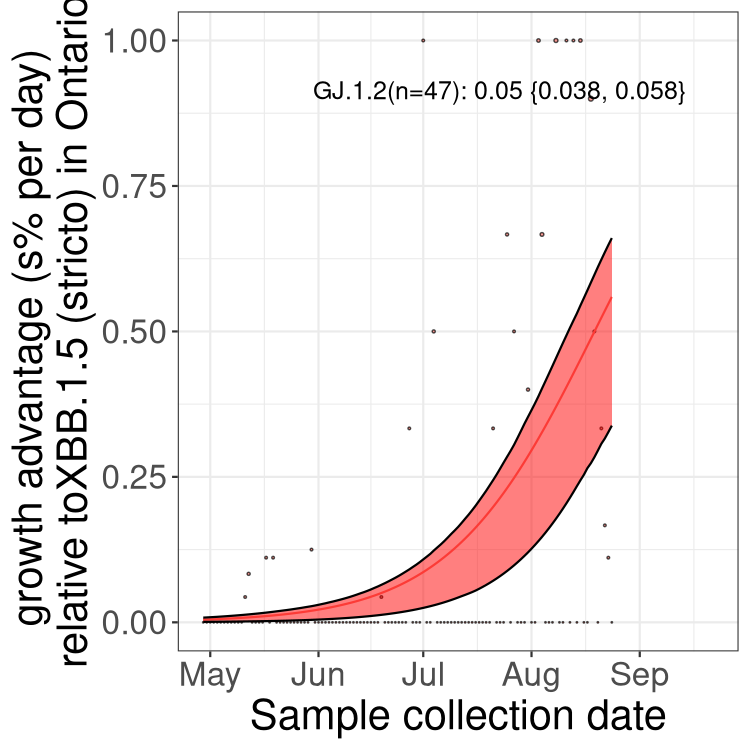 growth advantage (s% per day)
relative toXBB.1.5 (stricto) in Ontario
1.00
0.75
0.50
0.25
0.00
GJ.1.2(n=47): 0.05 {0.038, 0.058}
May Jun Jul Aug Sep
Sample collection date